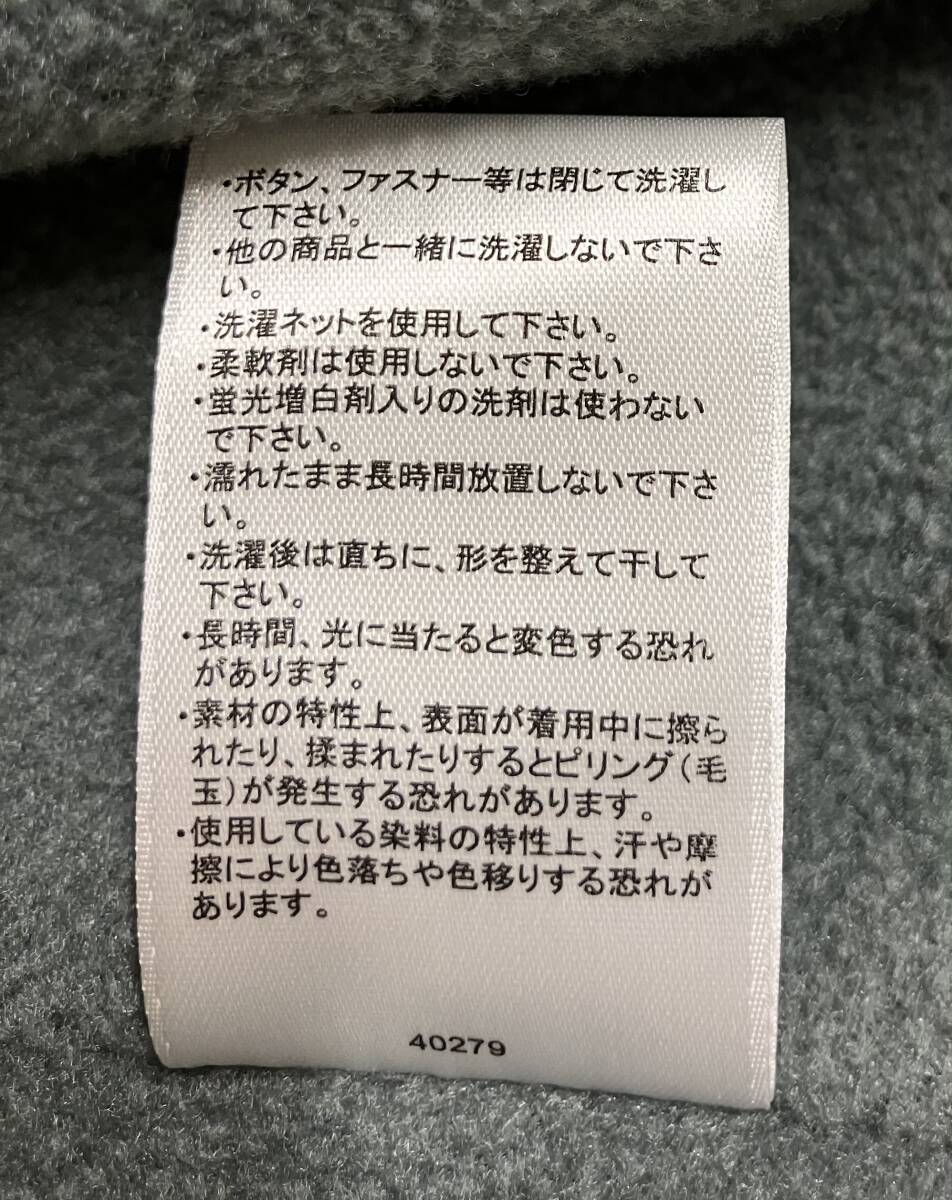 ・ボタン、ファスナー等は閉じて洗濯し
て下さい。
・他の商品と一緒に洗濯しないで下さ
い。
・洗濯ネットを使用して下さい。
・柔軟剤は使用しないで下さい。
・蛍光増白剤入りの洗剤は使わない
で下さい。
・濡れたまま長時間放置しないで下さ
い。
・洗濯後は直ちに、形を整えて干して
下さい。
・長時間、光に当たると変色する恐れ
があります。
・素材の特性上、表面が着用中に擦ら
れたり、揉まれたりするとピリング(毛
玉)が発生する恐れがあります。
・使用している染料の特性上、汗や摩
擦により色落ちや色移りする恐れが
あります。
40279